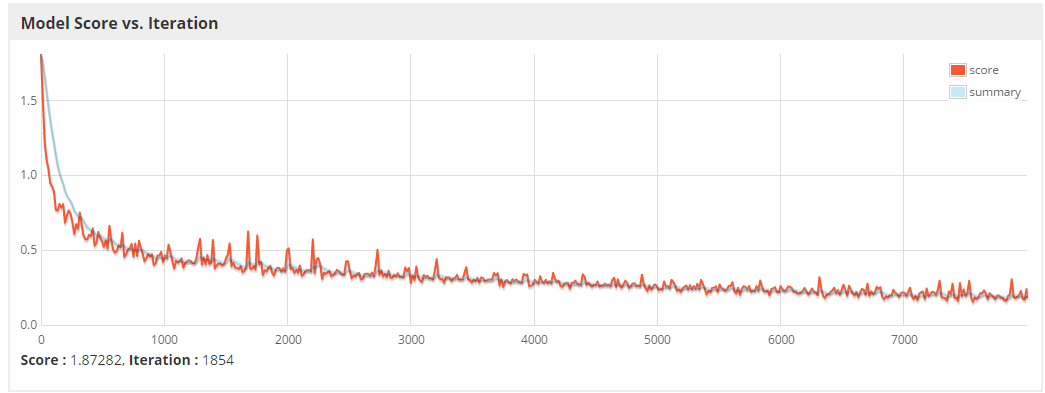 Model Score vs. Iteration
score
summary
1.5
1.0
0.5
0.0
0 1000 2000 3000 4000 5000 6000 7000
Score : 1.87282, Iteration : 1854